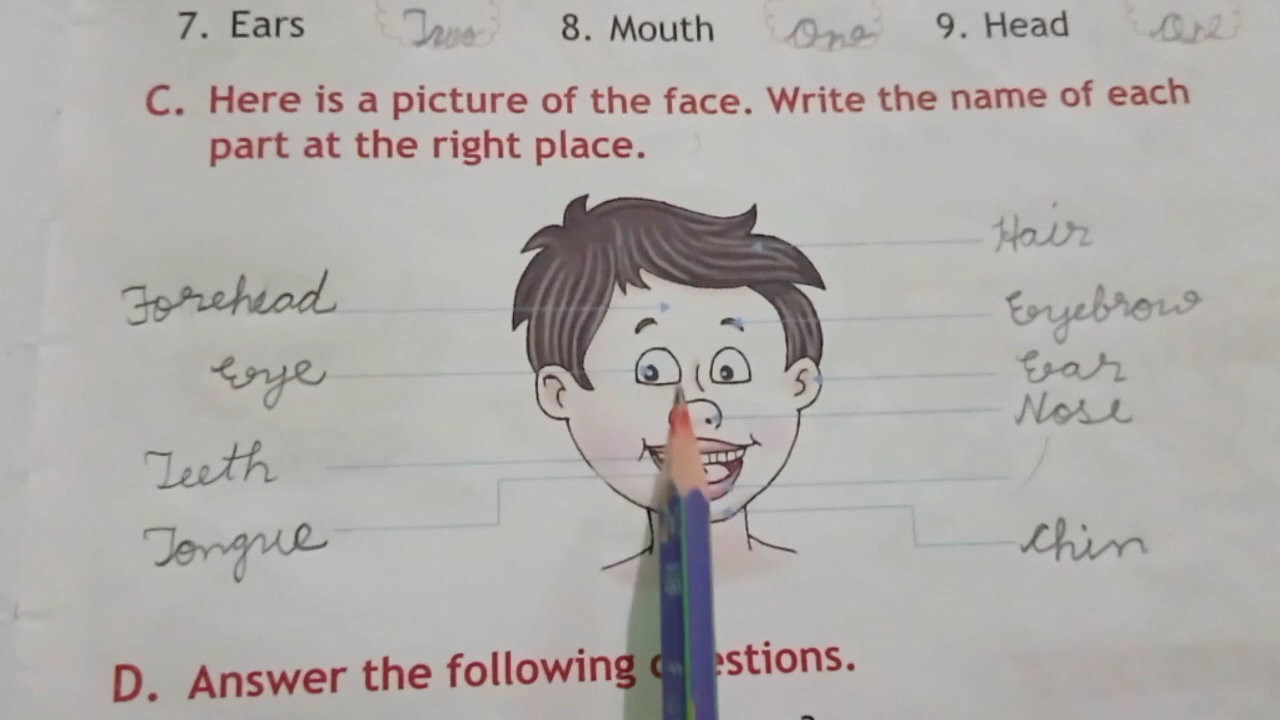 7. Ears Two 8. Mouth One 9. Head One
C. Here is a picture of the face. Write the name of each
part at the right place.
Hair
Forehead Eyebrow
Eye Ear
Nose
Teeth
Tongue Chin
D. Answer the following questions.